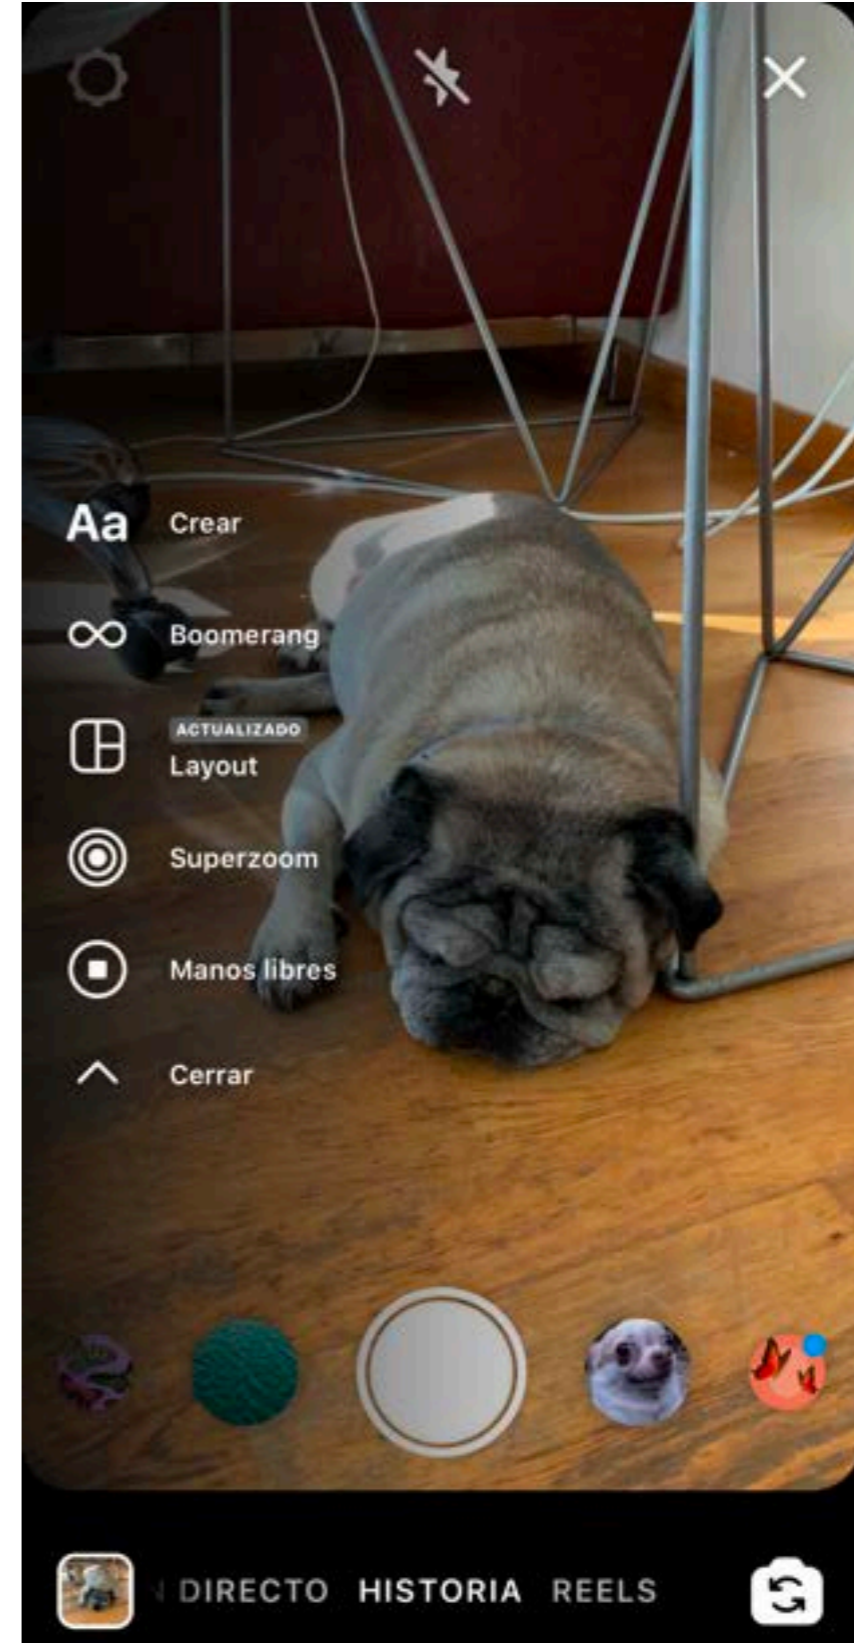 Aa Crear
Boomerang
ACTUALIZADO
Layout
Superzoom
Manos libres
Cerrar
N DIRECTO HISTORIA REELS